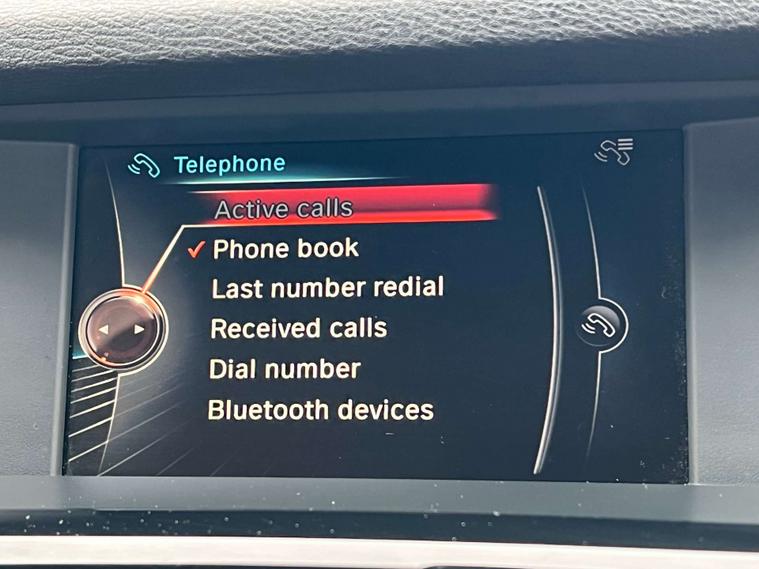 Telephone
Active calls
Phone book
Last number redial
Received calls
Dial number
Bluetooth devices